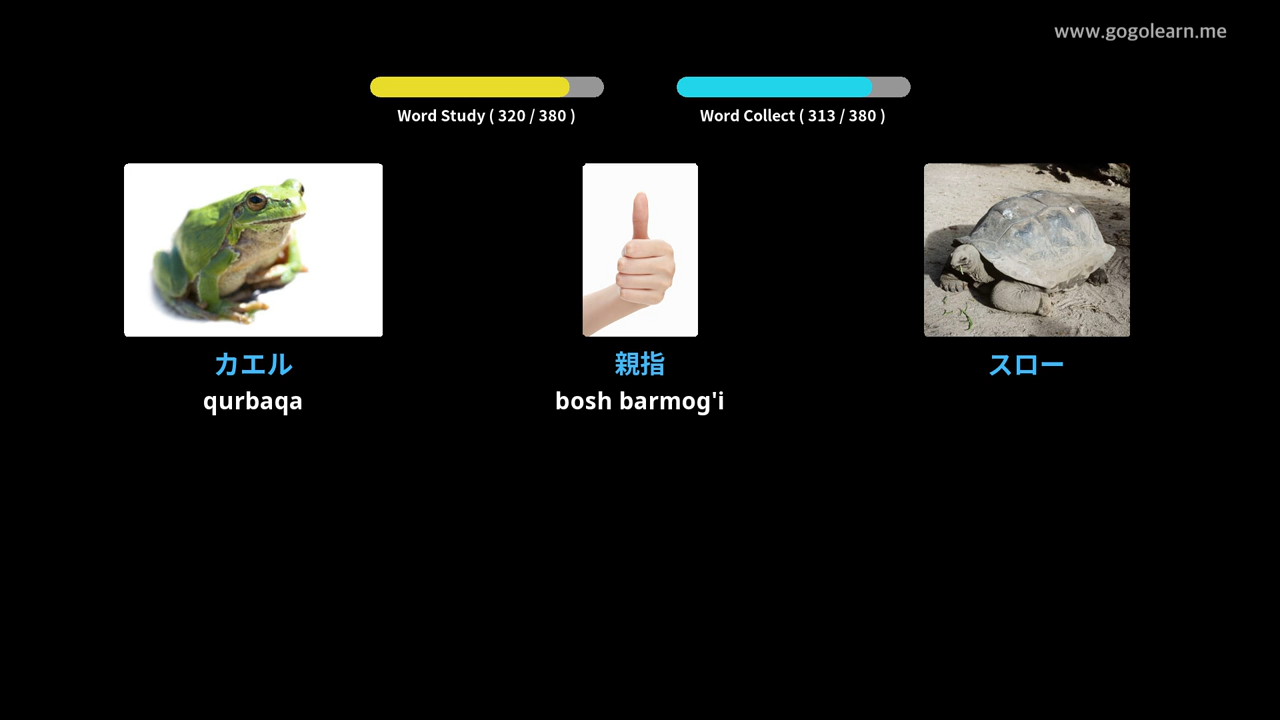 www.gogolearn.me
Word Study ( 320 / 380 )
Word Collect ( 313 / 380 )
カエル
親指
スロー
qurbaqa
bosh barmog'i